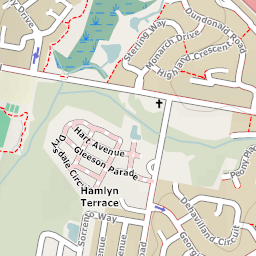 Dundonald Road
Sterling Way
Monarch Drive
Highland Crescent
Drive
Hart Avenue
Gleeson Parade
Drysdale Circuit
Hamlyn
Terrace
Way
Dehavilland Circuit